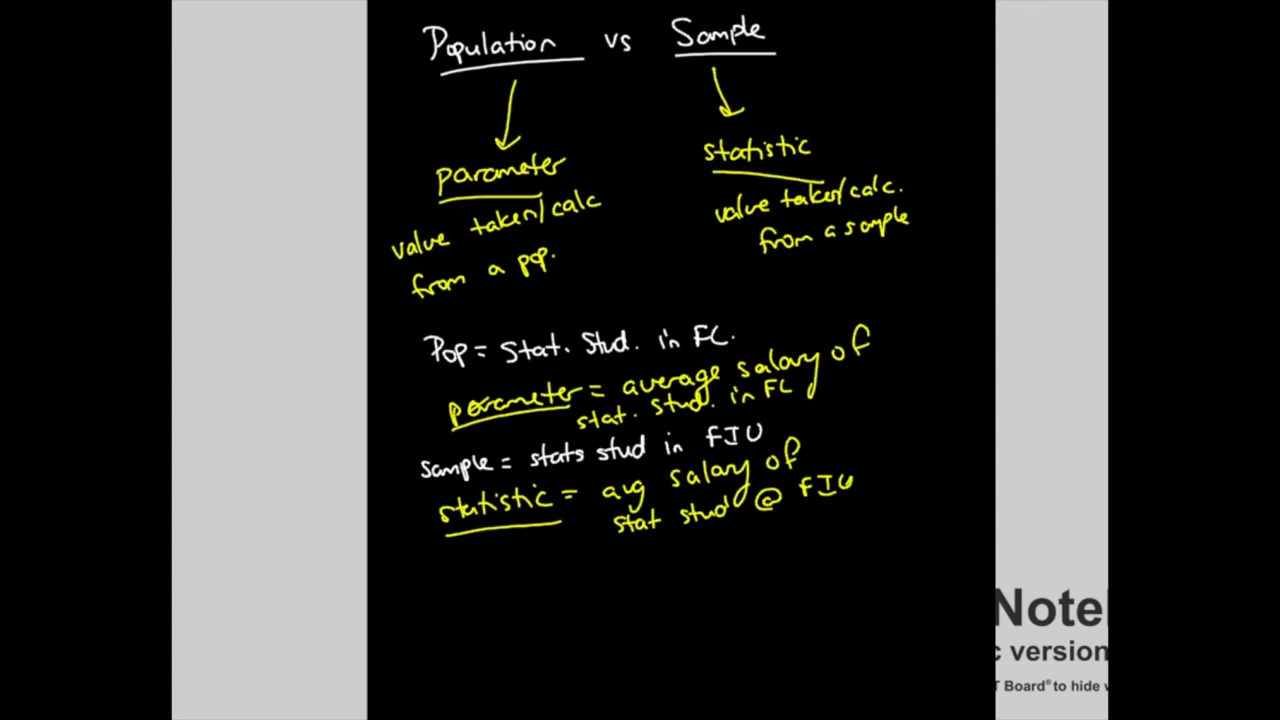 Population vs Sample
parameter
value taken/calc
from a pop.
statistic
value taken/calc.
from a sample
Pop = Stat. Stud. in FC.
parameter = average salary of
stat. stud. in FC
sample = stats stud in FIU
statistic = avg salary of
stat stud @ FIU
Note
c version
T Board® to hide